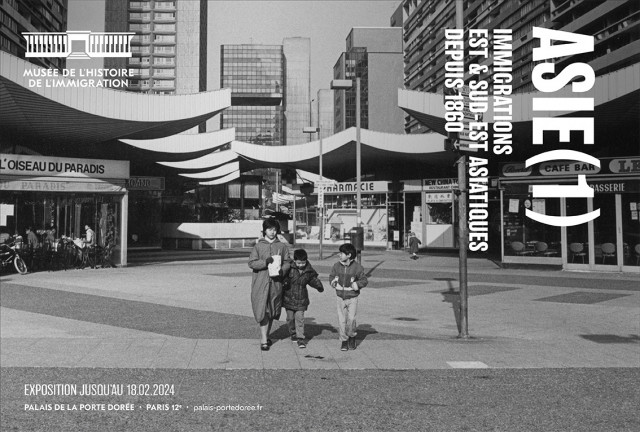 MUSÉE DE L'HISTOIRE
DE L'IMMIGRATION
ASIE(1)
IMMIGRATIONS
EST & SUD-EST ASIATIQUES
DEPUIS 1860
L'OISEAU DU PARADIS
PARADIS
PHARMACIE
NEW CHINA
CAFE BAR
BRASSERIE
EXPOSITION JUSQU'AU 18.02.2024
PALAIS DE LA PORTE DORÉE • PARIS 12ᵉ • palais-portedoree.fr